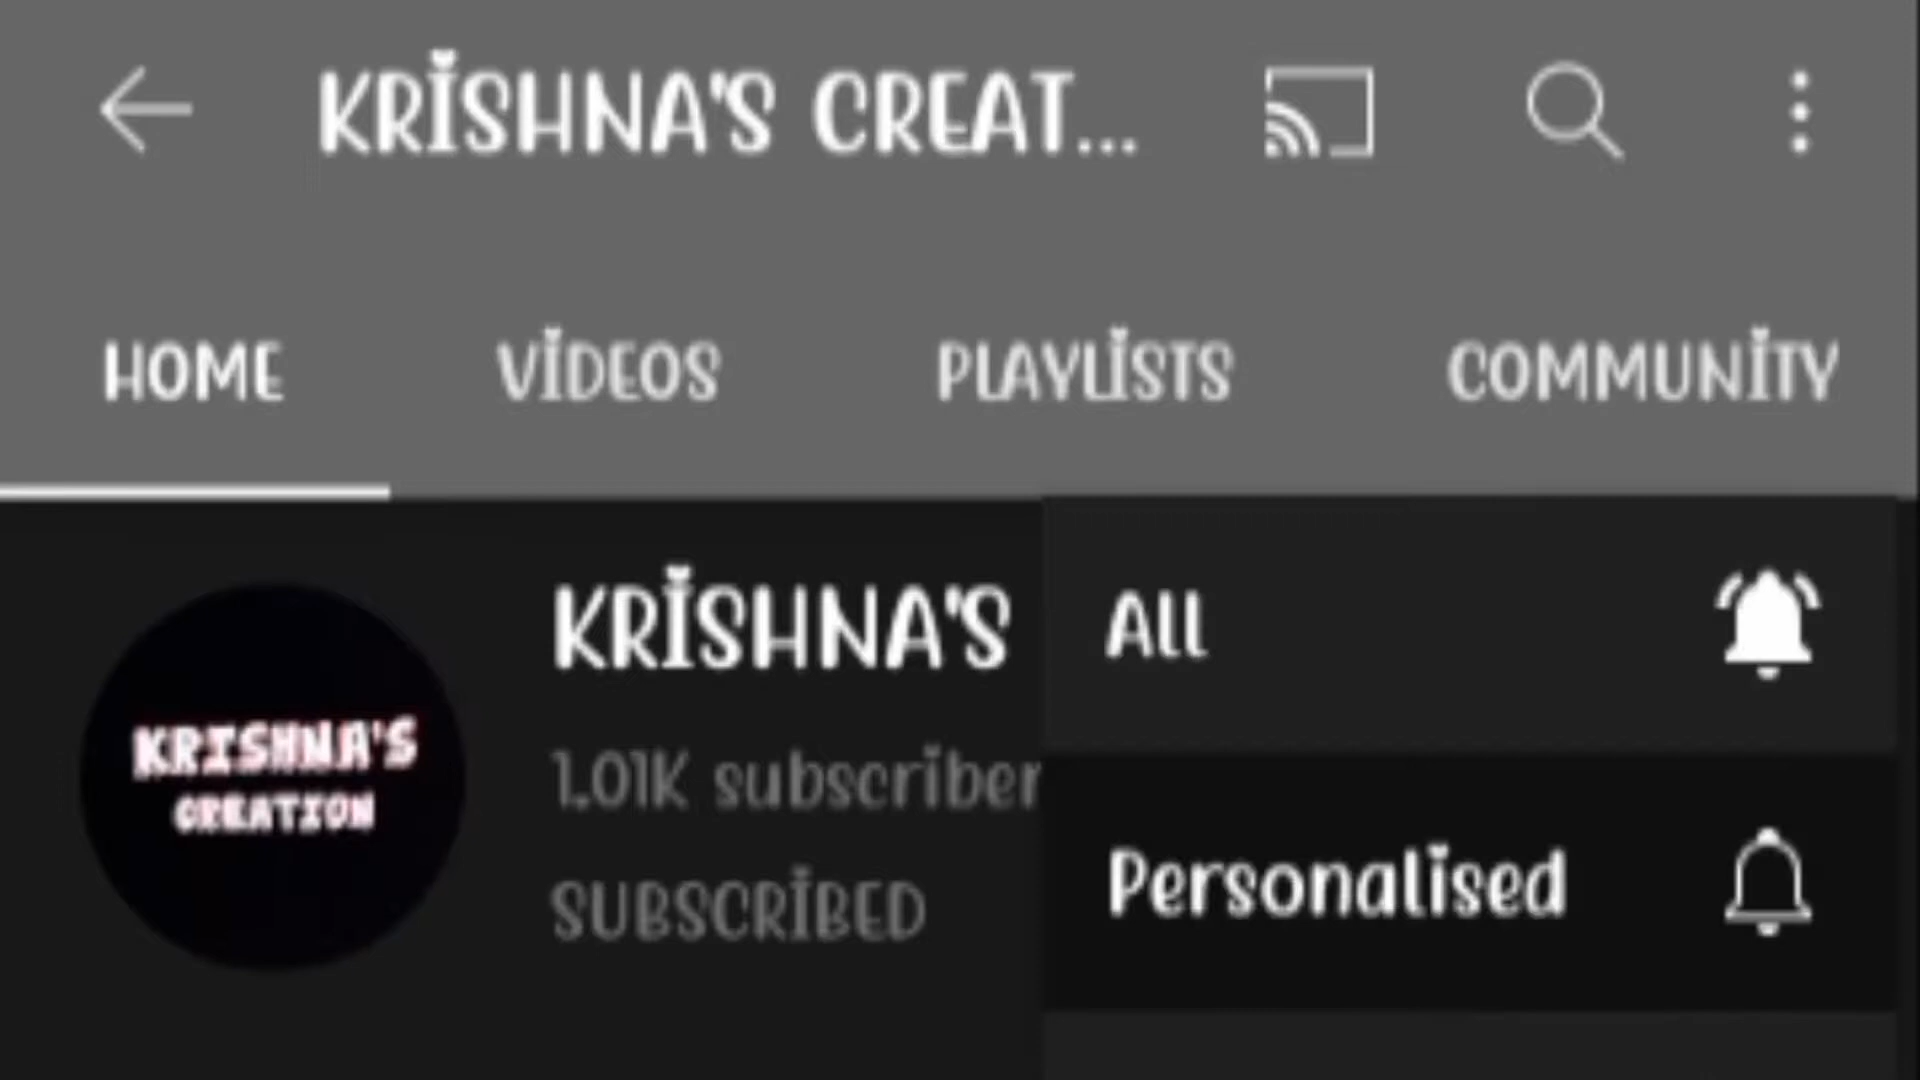 KRISHNA'S CREAT...
HOME VIDEOS PLAYLISTS COMMUNITY
KRISHNA'S
CREATION
KRISHNA'S
1.01K subscriber
SUBSCRIBED
All
Personalised